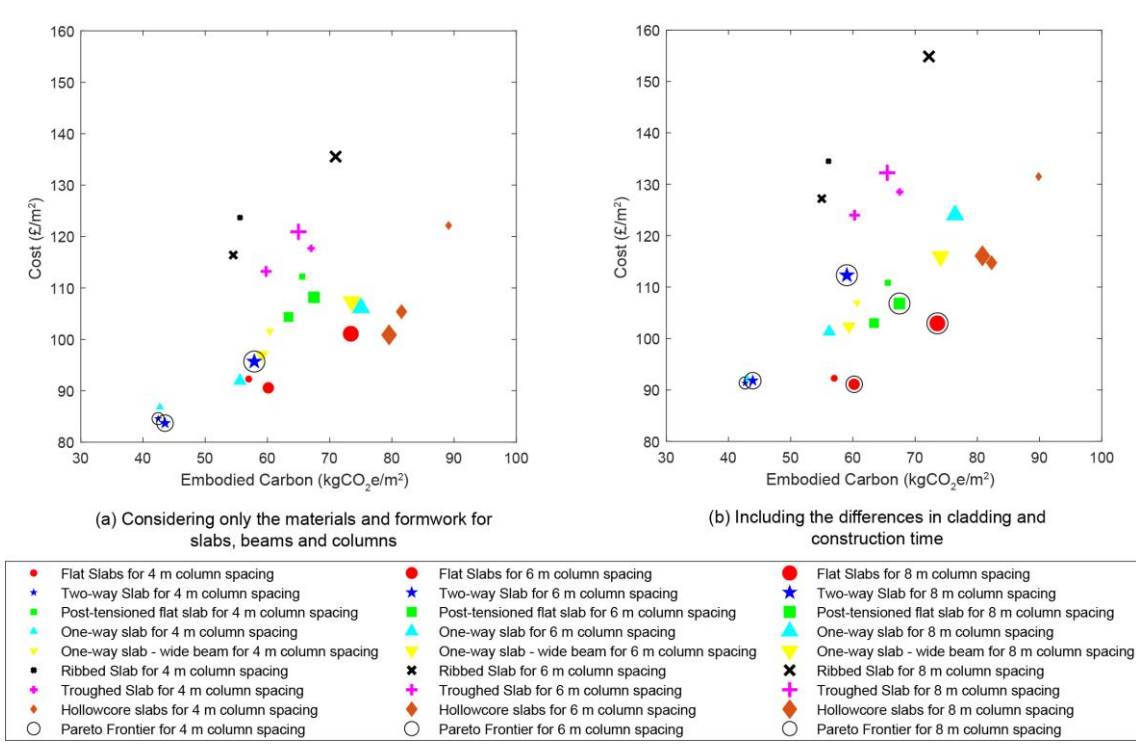 160
150
140
130
120
110
100
90
80
Cost (£/m²)
30 40 50 60 70 80 90 100
Embodied Carbon (kgCO₂e/m²)
(a) Considering only the materials and formwork for
slabs, beams and columns
160
150
140
130
120
110
100
90
80
Cost (£/m²)
30 40 50 60 70 80 90 100
Embodied Carbon (kgCO₂e/m²)
(b) Including the differences in cladding and
construction time
Flat Slabs for 4 m column spacing
Two-way Slab for 4 m column spacing
Post-tensioned flat slab for 4 m column spacing
One-way slab for 4 m column spacing
One-way slab - wide beam for 4 m column spacing
Ribbed Slab for 4 m column spacing
Troughed Slab for 4 m column spacing
Hollowcore slabs for 4 m column spacing
Pareto Frontier for 4 m column spacing
Flat Slabs for 6 m column spacing
Two-way Slab for 6 m column spacing
Post-tensioned flat slab for 6 m column spacing
One-way slab for 6 m column spacing
One-way slab - wide beam for 6 m column spacing
Ribbed Slab for 6 m column spacing
Troughed Slab for 6 m column spacing
Hollowcore slabs for 6 m column spacing
Pareto Frontier for 6 m column spacing
Flat Slabs for 8 m column spacing
Two-way Slab for 8 m column spacing
Post-tensioned flat slab for 8 m column spacing
One-way slab for 8 m column spacing
One-way slab - wide beam for 8 m column spacing
Ribbed Slab for 8 m column spacing
Troughed Slab for 8 m column spacing
Hollowcore slabs for 8 m column spacing
Pareto Frontier for 8 m column spacing